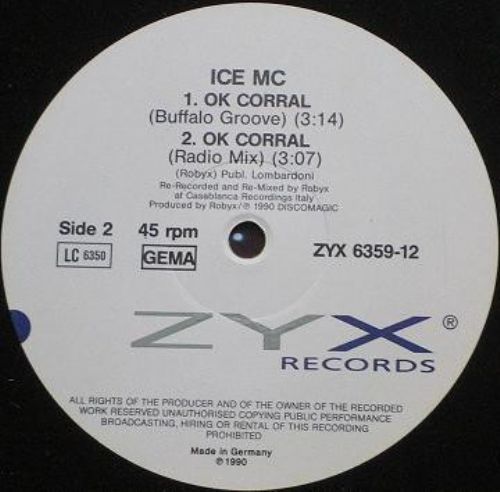 ICE MC
1. OK CORRAL
(Buffalo Groove) (3:14)
2. OK CORRAL
(Radio Mix) (3:07)
(Robyx) Publ. Lombardoni
Re-Recorded and Re-Mixed by Robyx
at Casablanca Recordings Italy
Produced by Robyx/℗ 1990 DISCOMAGIC
Side 2 45 rpm
LC 6350 GEMA ZYX 6359-12
ZYX ®
RECORDS
ALL RIGHTS OF THE PRODUCER AND OF THE OWNER OF THE RECORDED
WORK RESERVED UNAUTHORISED COPYING PUBLIC PERFORMANCE
BROADCASTING, HIRING OR RENTAL OF THIS RECORDING
PROHIBITED
Made in Germany
℗ 1990